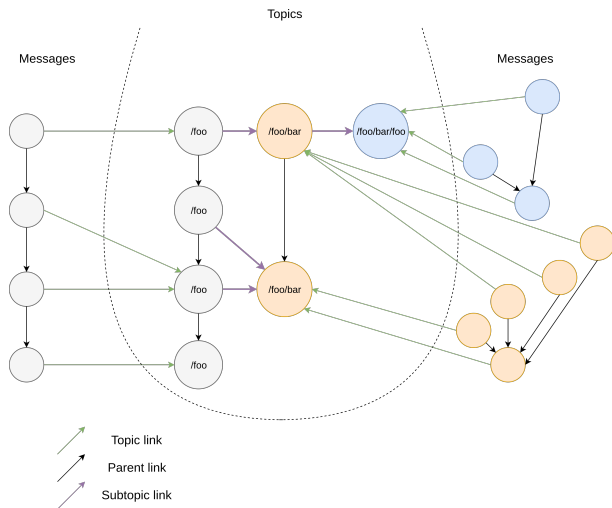 Topics
Messages
Messages
/foo
/foo/bar
/foo/bar/foo
/foo
/foo
/foo/bar
/foo
Topic link
Parent link
Subtopic link